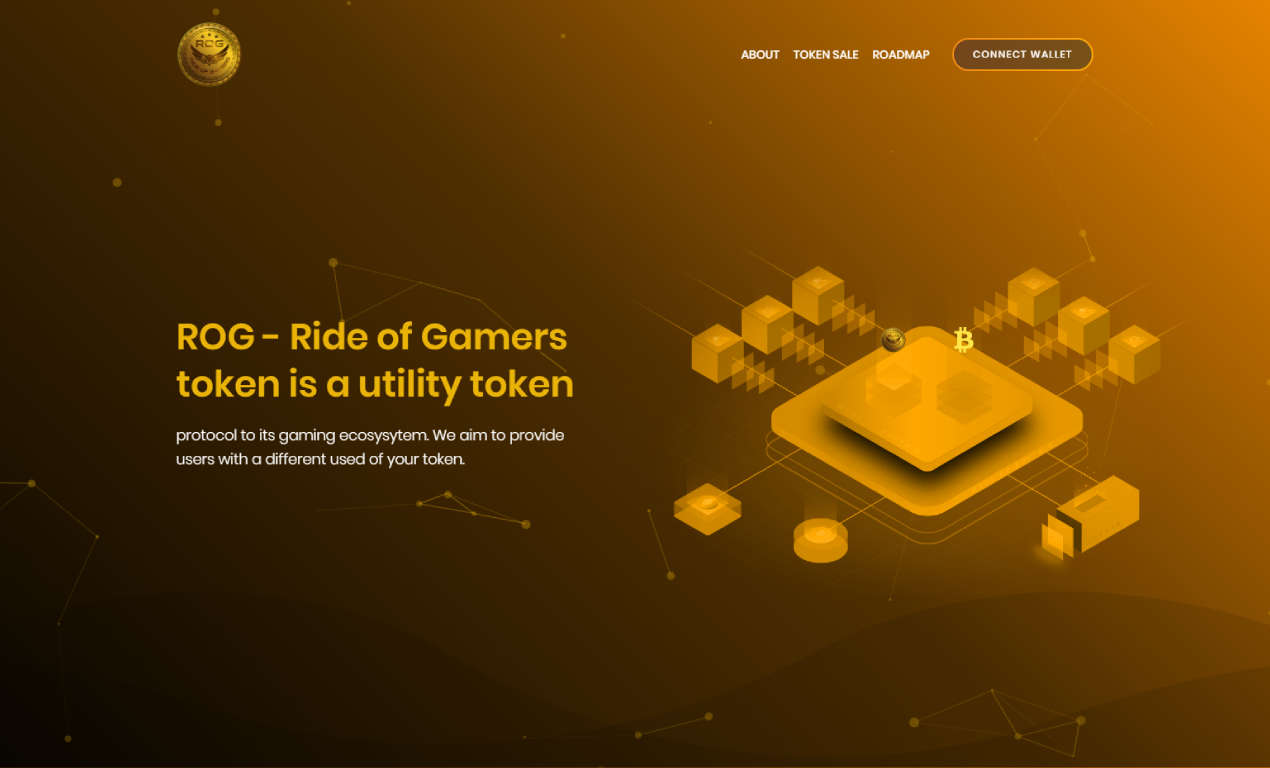 ROG
ABOUT
TOKEN SALE
ROADMAP
CONNECT WALLET
ROG - Ride of Gamers
token is a utility token
protocol to its gaming ecosysytem. We aim to provide
users with a different used of your token.